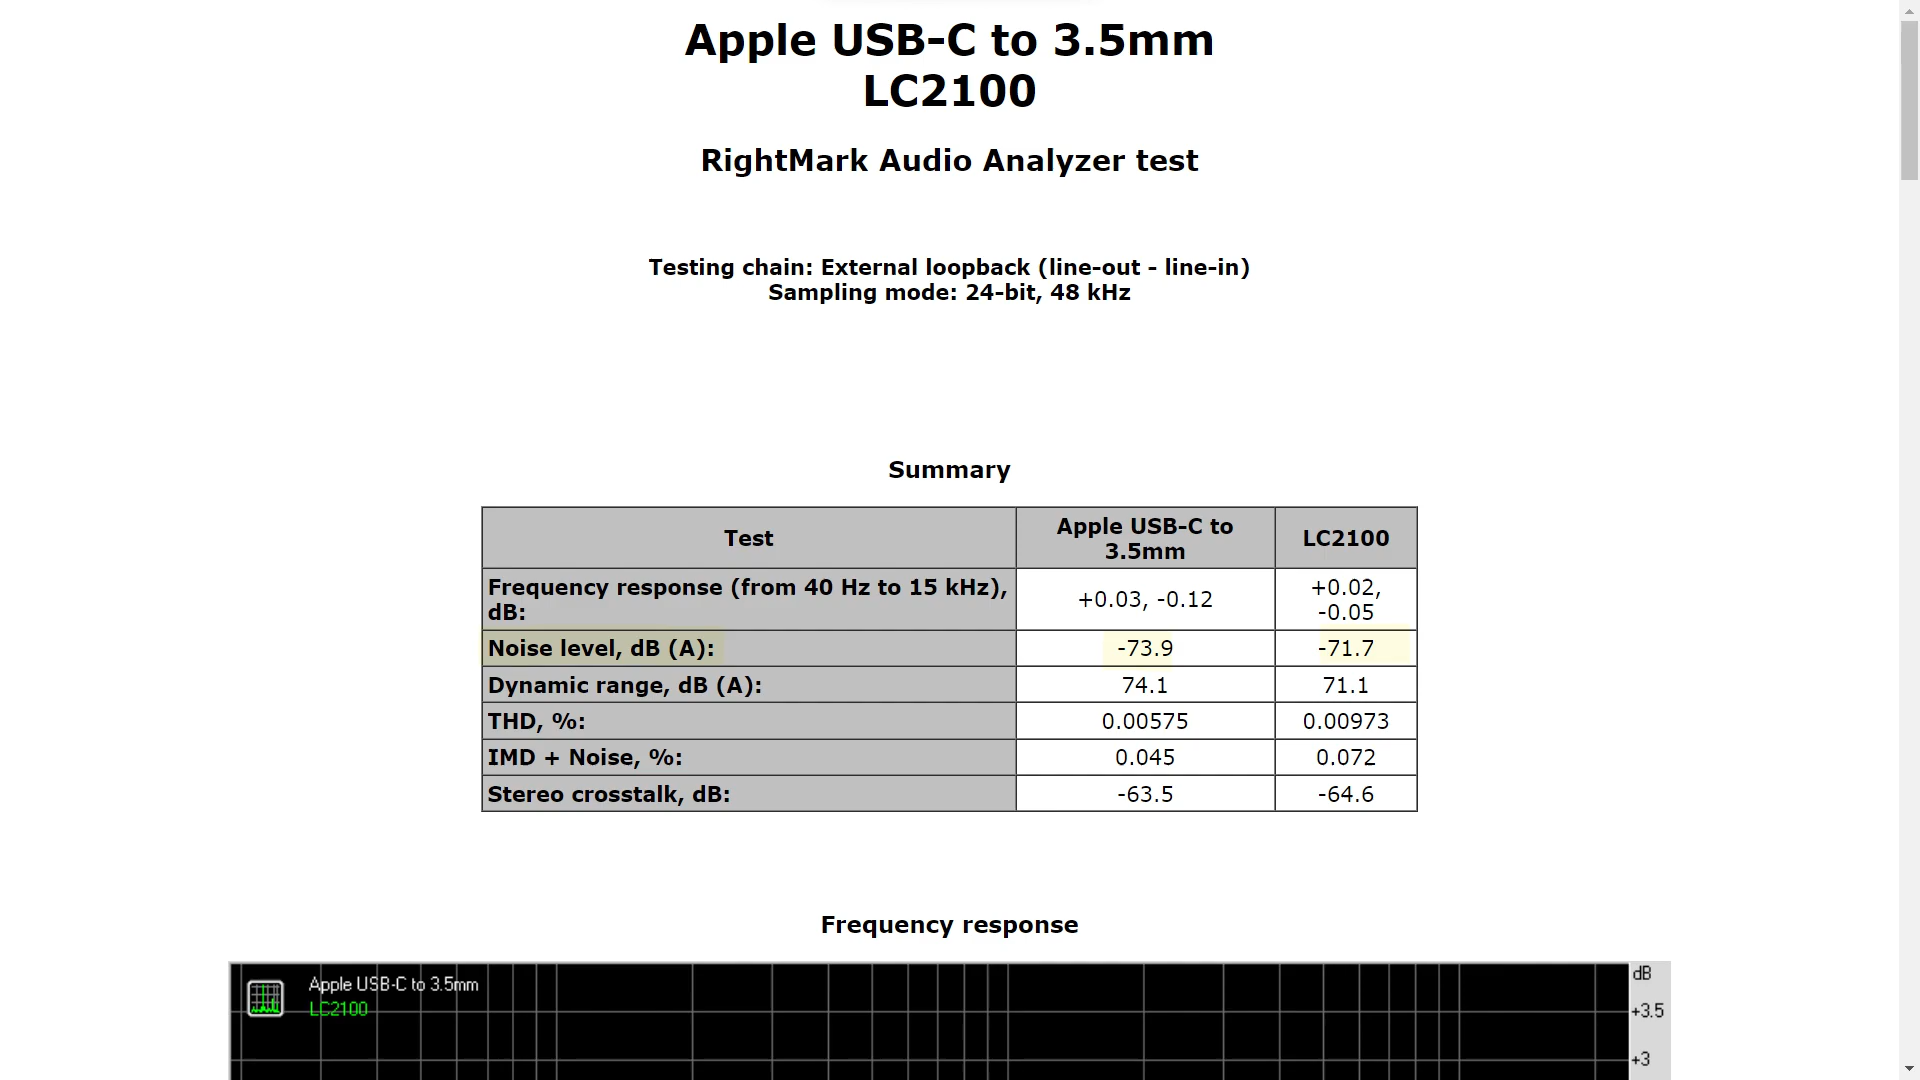 Apple USB-C to 3.5mm
LC2100
RightMark Audio Analyzer test
Testing chain: External loopback (line-out - line-in)
Sampling mode: 24-bit, 48 kHz
Summary
Test
Apple USB-C to
3.5mm
LC2100
Frequency response (from 40 Hz to 15 kHz),
dB:
+0.03, -0.12
+0.02,
-0.05
Noise level, dB (A):
-73.9
-71.7
Dynamic range, dB (A):
74.1
71.1
THD, %:
0.00575
0.00973
IMD + Noise, %:
0.045
0.072
Stereo crosstalk, dB:
-63.5
-64.6
Frequency response
Apple USB-C to 3.5mm
LC2100
dB
+3.5
+3